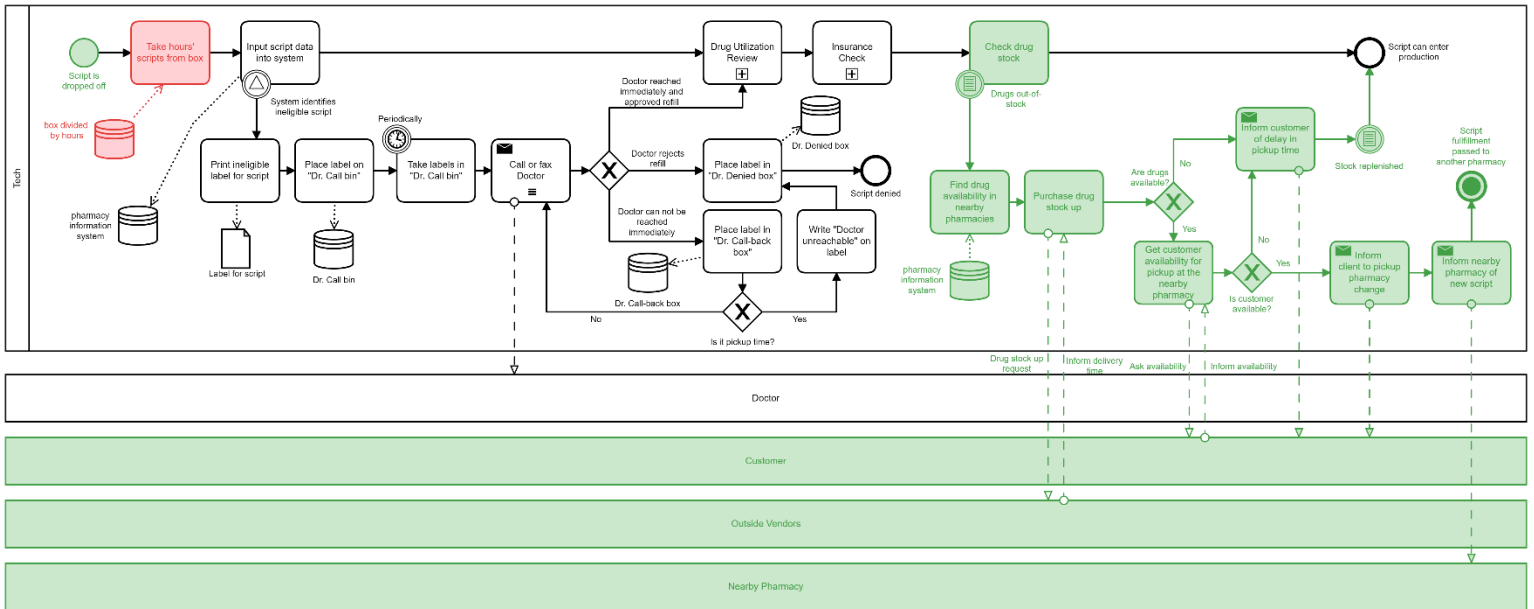 Tech
Script is
dropped off
Take hours'
scripts from box
box divided
by hours
Input script data
into system
System identifies
ineligible script
pharmacy
information
system
Print ineligible
label for script
Label for script
Place label on
"Dr. Call bin"
Dr. Call bin
Periodically
Take labels in
"Dr. Call bin"
Call or fax
Doctor
Doctor reached
immediately and
approved refill
Doctor rejects
refill
Doctor can not be
reached
immediately
Drug Utilization
Review
Insurance
Check
Dr. Denied box
Place label in
"Dr. Denied box"
Script denied
Place label in
"Dr. Call-back
box"
Dr. Call-back box
Write "Doctor
unreachable" on
label
No
Yes
Is it pickup time?
Check drug
stock
Drugs out-of-
stock
Find drug
availability in
nearby
pharmacies
pharmacy
information
system
Purchase drug
stock up
Are drugs
available?
No
Yes
Get customer
availability for
pickup at the
nearby
pharmacy
Is customer
available?
No
Yes
Inform customer
of delay in
pickup time
Stock replenished
Script can enter
production
Inform
client to pickup
pharmacy
change
Inform nearby
pharmacy of
new script
Script
fullfillment
passed to
another pharmacy
Drug stock up
request
Inform delivery
time
Ask availability
Inform availability
Doctor
Customer
Outside Vendors
Nearby Pharmacy